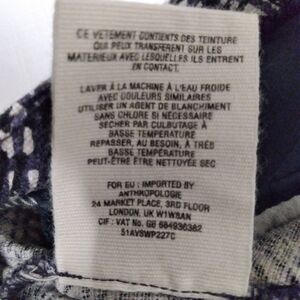 CE VETEMENT CONTIENTS DES TEINTURE
QUI PEUX TRANSFERENT SUR LES
MATERIEUX AVEC LESQUELLES ILS ENTRENT
EN CONTACT.
LAVER À LA MACHINE À L'EAU FROIDE
AVEC COULEURS SIMILAIRES
UTILISER UN AGENT DE BLANCHIMENT
SANS CHLORE SI NECESSAIRE
SÉCHER PAR CULBUTAGE À
BASSE TEMPÉRATURE
REPASSER, AU BESOIN, À TRÈS
BASSE TEMPÉRATURE
PEUT-ÊTRE ÊTRE NETTOYÉE SEC
FOR EU : IMPORTED BY
ANTHROPOLOGIE
24 MARKET PLACE, 3RD FLOOR
LONDON, UK W1W8AN
CIF : VAT No. GB 684936382
51AVSWP227C